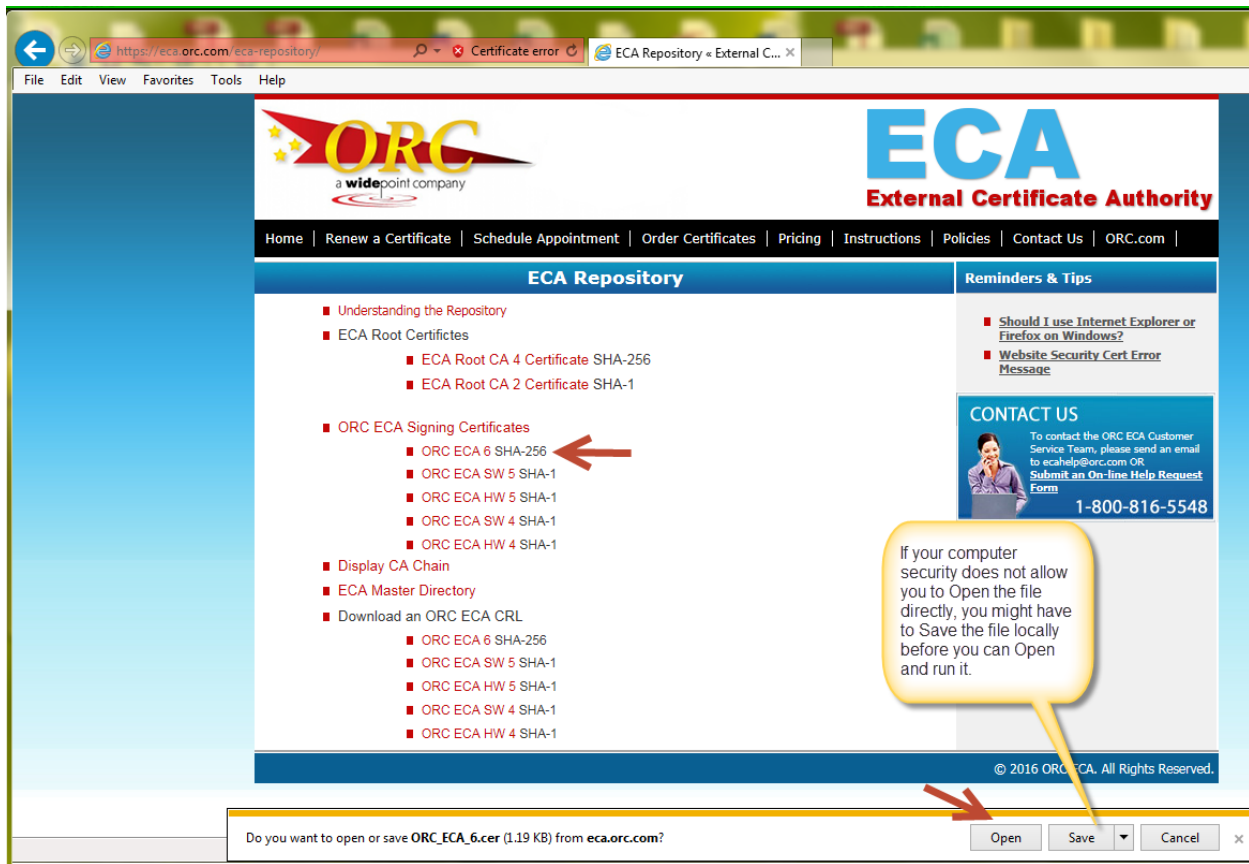 https://eca.orc.com/eca-repository/
Certificate error
ECA Repository « External C...
File Edit View Favorites Tools Help
ORC
a widepoint company
ECA
External Certificate Authority
Home | Renew a Certificate | Schedule Appointment | Order Certificates | Pricing | Instructions | Policies | Contact Us | ORC.com |
ECA Repository
Understanding the Repository
ECA Root Certifictes
ECA Root CA 4 Certificate SHA-256
ECA Root CA 2 Certificate SHA-1
ORC ECA Signing Certificates
ORC ECA 6 SHA-256
ORC ECA SW 5 SHA-1
ORC ECA HW 5 SHA-1
ORC ECA SW 4 SHA-1
ORC ECA HW 4 SHA-1
Display CA Chain
ECA Master Directory
Download an ORC ECA CRL
ORC ECA 6 SHA-256
ORC ECA SW 5 SHA-1
ORC ECA HW 5 SHA-1
ORC ECA SW 4 SHA-1
ORC ECA HW 4 SHA-1
Reminders & Tips
Should I use Internet Explorer or
Firefox on Windows?
Website Security Cert Error
Message
CONTACT US
To contact the ORC ECA Customer
Service Team, please send an email
to ecahelp@orc.com OR
Submit an On-line Help Request
Form
1-800-816-5548
If your computer
security does not allow
you to Open the file
directly, you might have
to Save the file locally
before you can Open
and run it.
© 2016 ORC ECA. All Rights Reserved.
Do you want to open or save ORC_ECA_6.cer (1.19 KB) from eca.orc.com?
Open Save Cancel